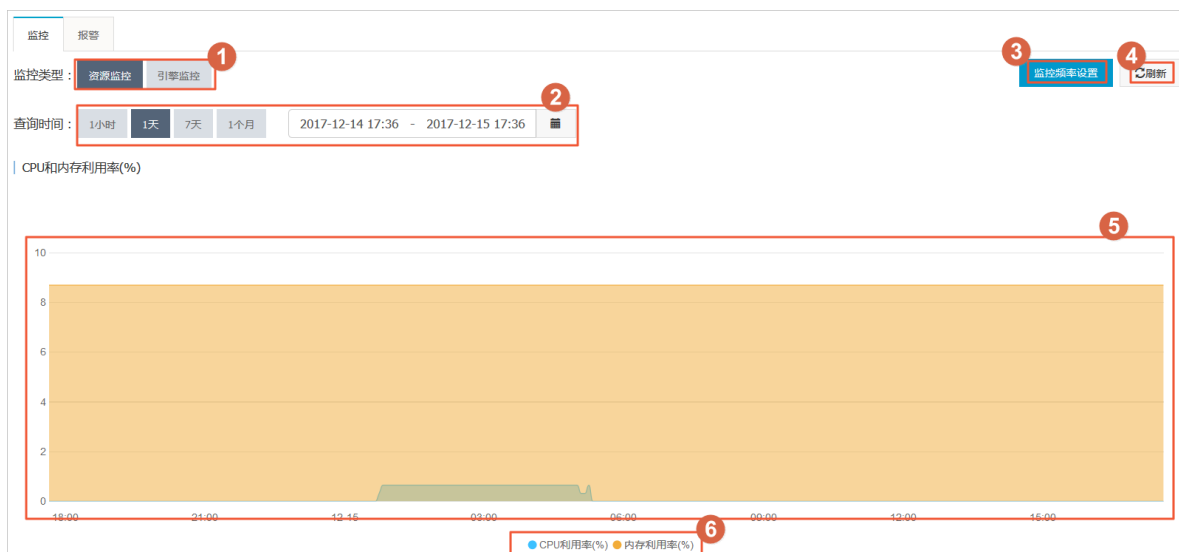 监控 报警
监控类型： 资源监控 引擎监控 1 监控频率设置 3 刷新 4
查询时间： 1小时 1天 7天 1个月 2017-12-14 17:36 - 2017-12-15 17:36 2
CPU和内存利用率(%)
5
10
8
6
4
2
0
18:00 21:00 12-15 03:00 06:00 09:00 12:00 15:00
6
CPU利用率(%) 内存利用率(%)